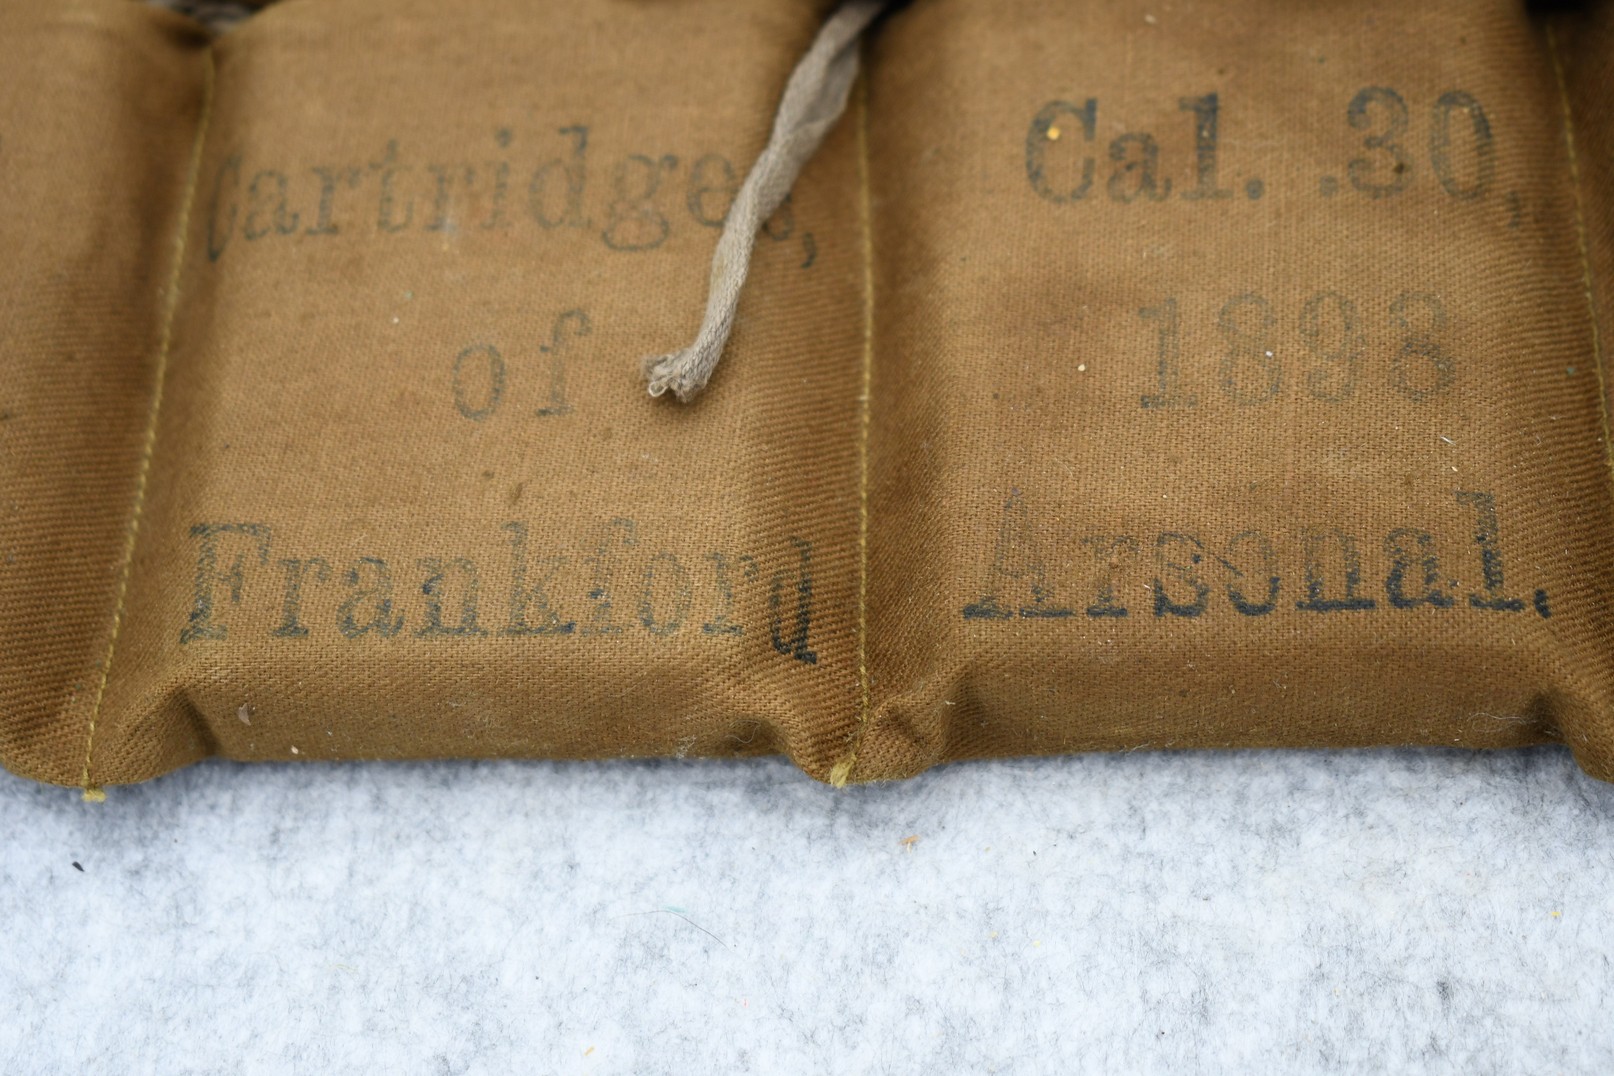 Cartridges, Cal. .30,
of 1898
Frankford Arsenal.